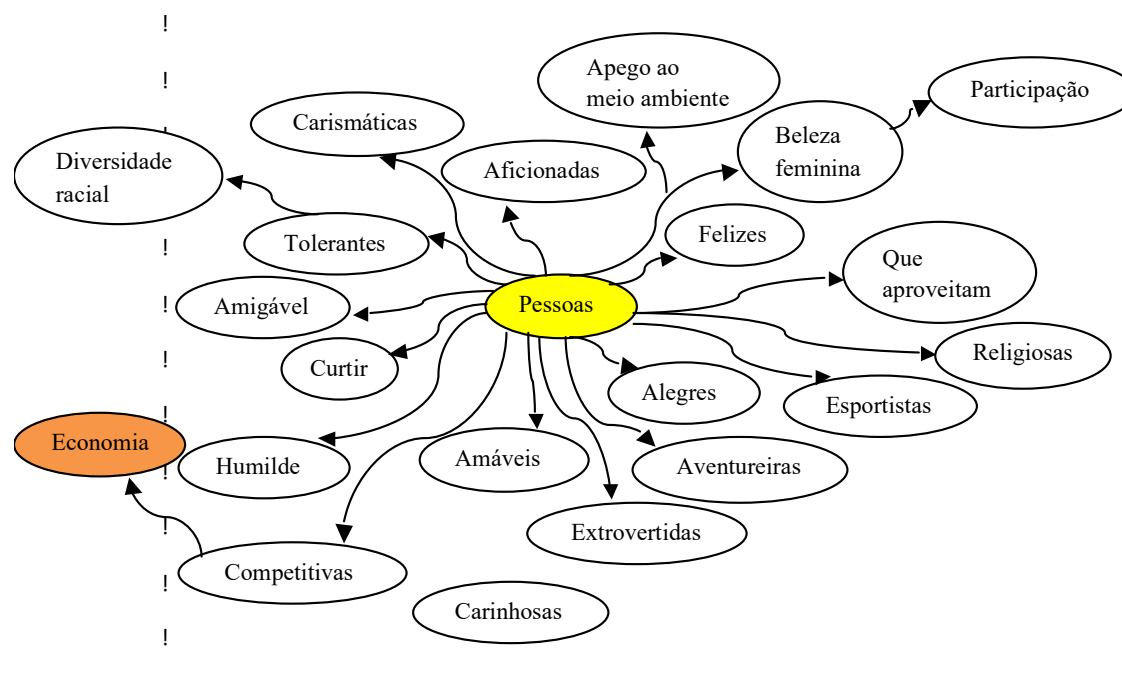 !
Apego ao
meio ambiente
!
Participação
Carismáticas
Beleza
feminina
Diversidade
racial
Aficionadas
Tolerantes
Felizes
!
Que
aproveitam
Amigável
!
Pessoas
Curtir
!
Religiosas
Alegres
Esportistas
!
Economia
Humilde
!
Amáveis
Aventureiras
!
Extrovertidas
Competitivas
!
Carinhosas
!